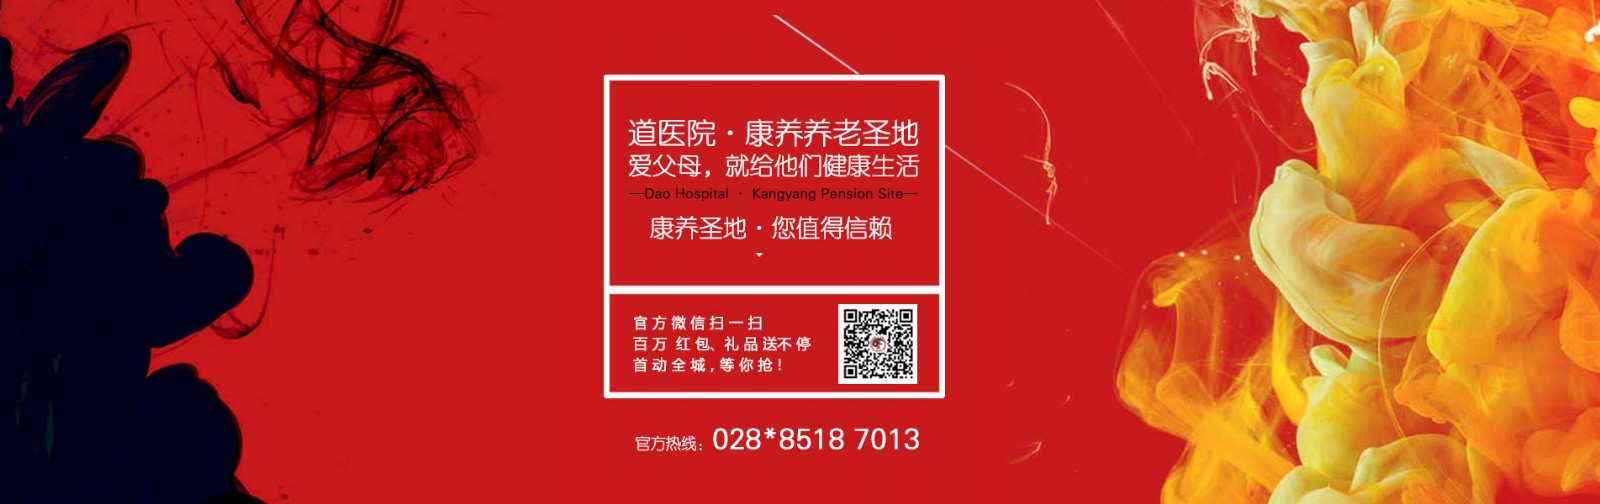 道医院·康养养老圣地
爱父母，就给他们健康生活
—Dao Hospital · Kangyang Pension Site—
康养圣地·您值得信赖
官方微信扫一扫
百万 红包、礼品送不停
首动全城，等你抢！
官方热线：028*8518 7013